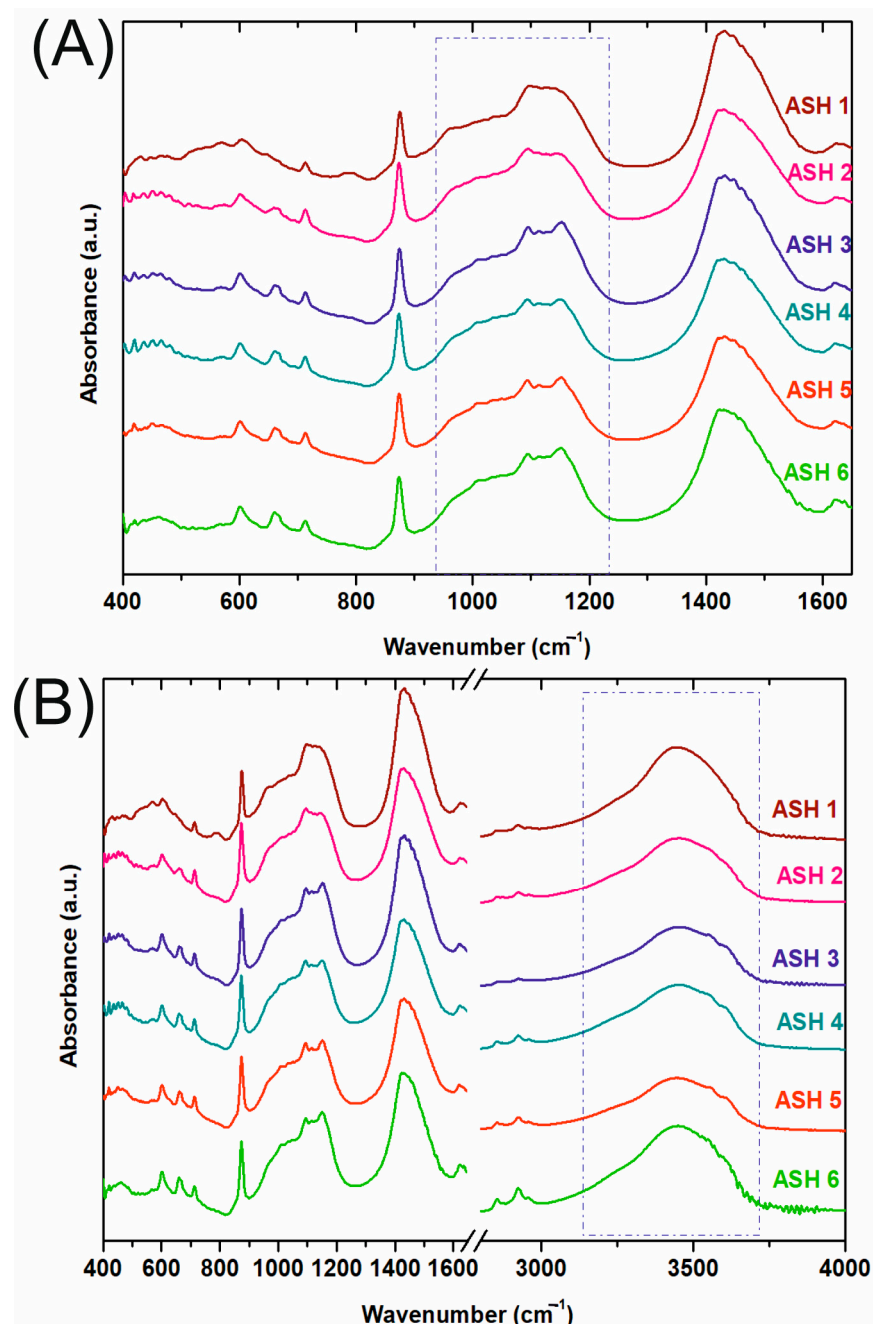 (A)
ASH 1
ASH 2
ASH 3
ASH 4
ASH 5
ASH 6
Absorbance (a.u.)
400 600 800 1000 1200 1400 1600
Wavenumber (cm⁻¹)
(B)
ASH 1
ASH 2
ASH 3
ASH 4
ASH 5
ASH 6
Absorbance (a.u.)
400 600 800 1000 1200 1400 1600 3000 3500 4000
Wavenumber (cm⁻¹)